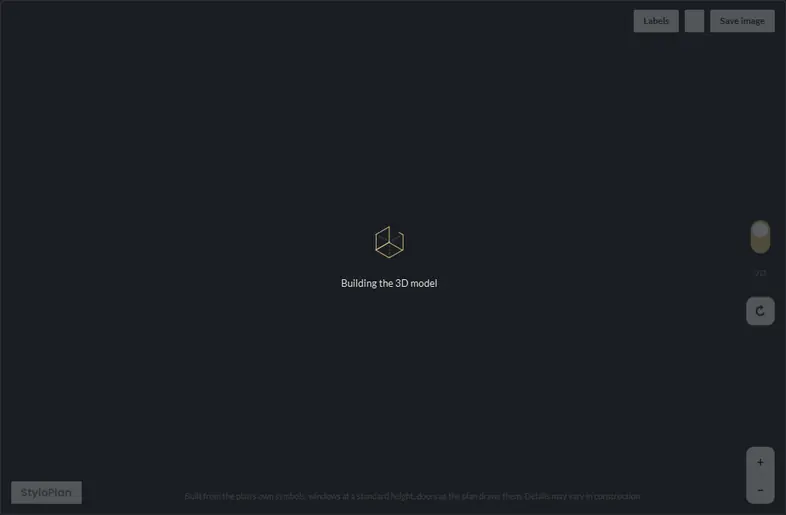 Labels
Save image
Building the 3D model
StyloPlan
Built from the plan's own symbols, windows at a standard height, doors as the plan draws them. Details may vary in construction.
+
−